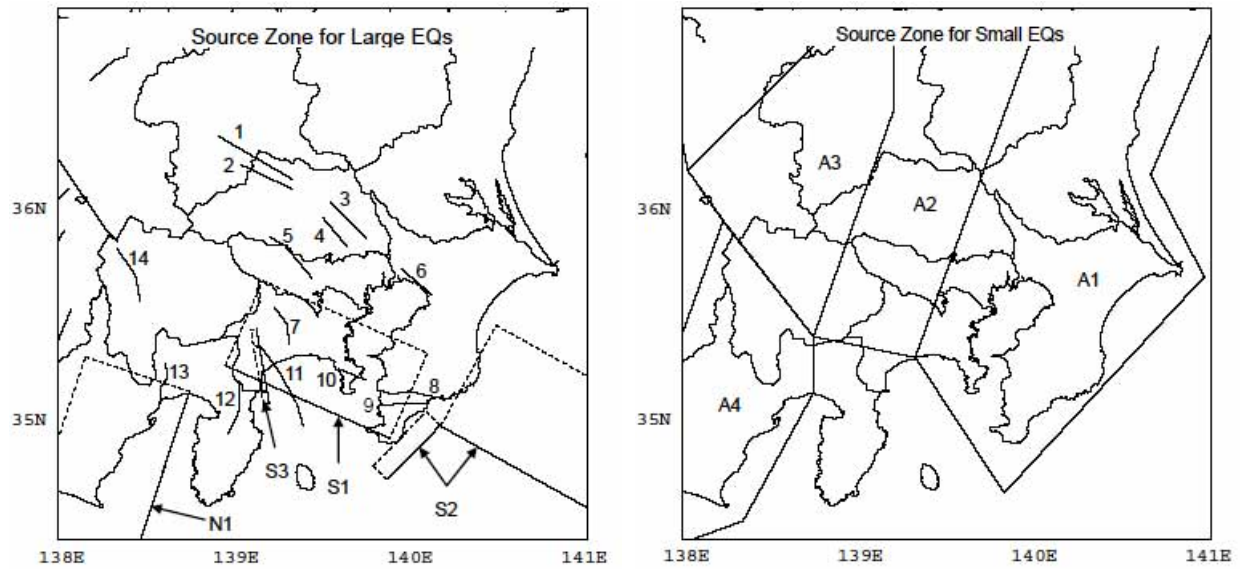 Source Zone for Large EQs
1
2
3
36N
4
5
14
6
7
13
11
10
8
12
9
35N
S3
S1
S2
N1
138E
139E
140E
141E
Source Zone for Small EQs
A3
A2
36N
A1
A4
35N
138E
139E
140E
141E